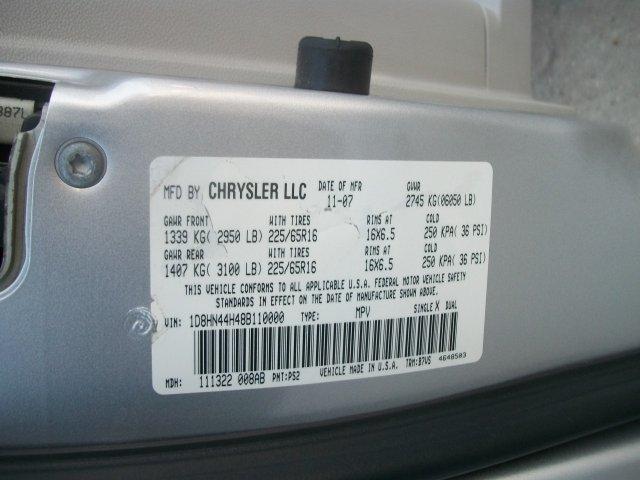 887L
MFD BY CHRYSLER LLC DATE OF MFR 11-07 GVWR 2745 KG(06050 LB)
GAWR FRONT WITH TIRES RIMS AT COLD
1339 KG( 2950 LB) 225/65R16 16X6.5 250 KPA( 36 PSI)
GAWR REAR WITH TIRES RIMS AT COLD
1407 KG( 3100 LB) 225/65R16 16X6.5 250 KPA( 36 PSI)
THIS VEHICLE CONFORMS TO ALL APPLICABLE U.S.A. FEDERAL MOTOR VEHICLE SAFETY
STANDARDS IN EFFECT ON THE DATE OF MANUFACTURE SHOWN ABOVE.
VIN: 1D8HN44H48B110000 TYPE: MPV SINGLE X DUAL
MDH: 111322 008AB PNT:PS2 VEHICLE MADE IN U.S.A. TRM:B7VS 4648503